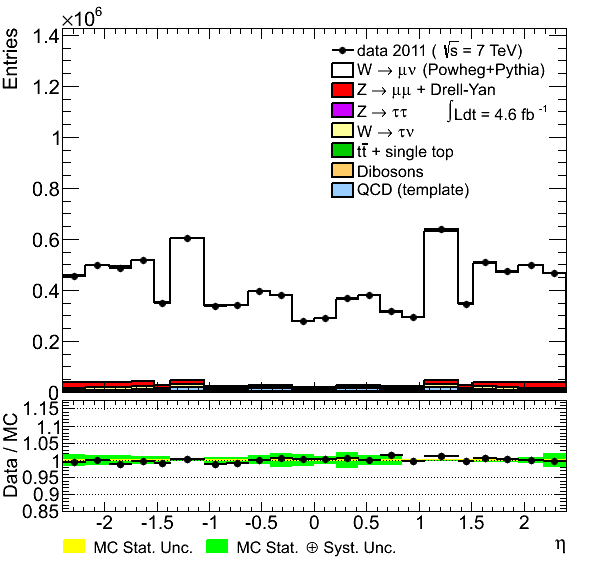 ×10⁶
Entries
1.4
1.2
1
0.8
0.6
0.4
0.2
0
data 2011 ( √s = 7 TeV)
W → μν (Powheg+Pythia)
Z → μμ + Drell-Yan
Z → ττ
∫Ldt = 4.6 fb⁻¹
W → τν
tt̅ + single top
Dibosons
QCD (template)
Data / MC
1.15
1.1
1.05
1
0.95
0.9
0.85
-2 -1.5 -1 -0.5 0 0.5 1 1.5 2
MC Stat. Unc. MC Stat. ⊕ Syst. Unc. η